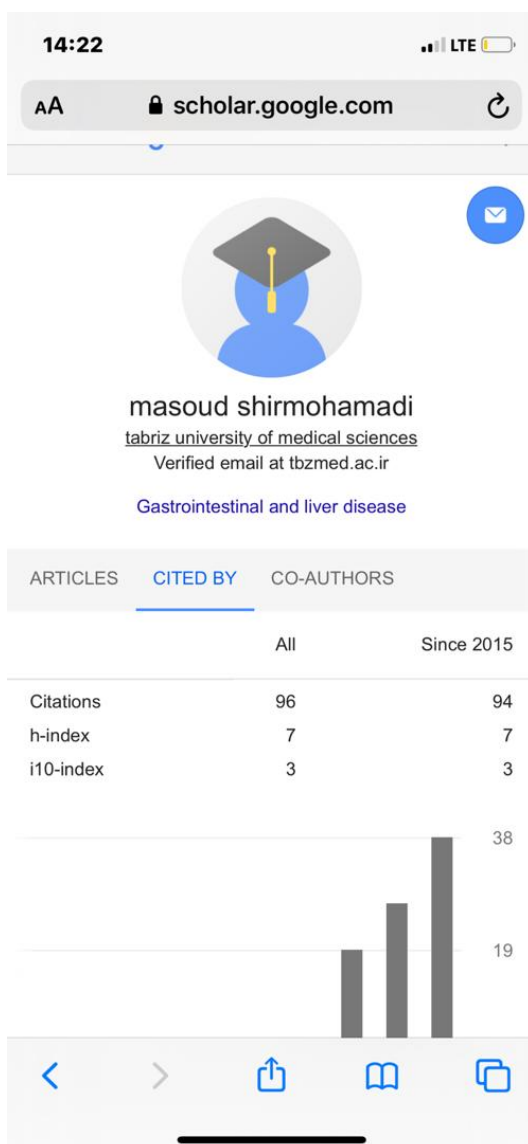 14:22
LTE
AA scholar.google.com
masoud shirmohamadi
tabriz university of medical sciences
Verified email at tbzmed.ac.ir
Gastrointestinal and liver disease
ARTICLES CITED BY CO-AUTHORS
All Since 2015
Citations 96 94
h-index 7 7
i10-index 3 3
38
19